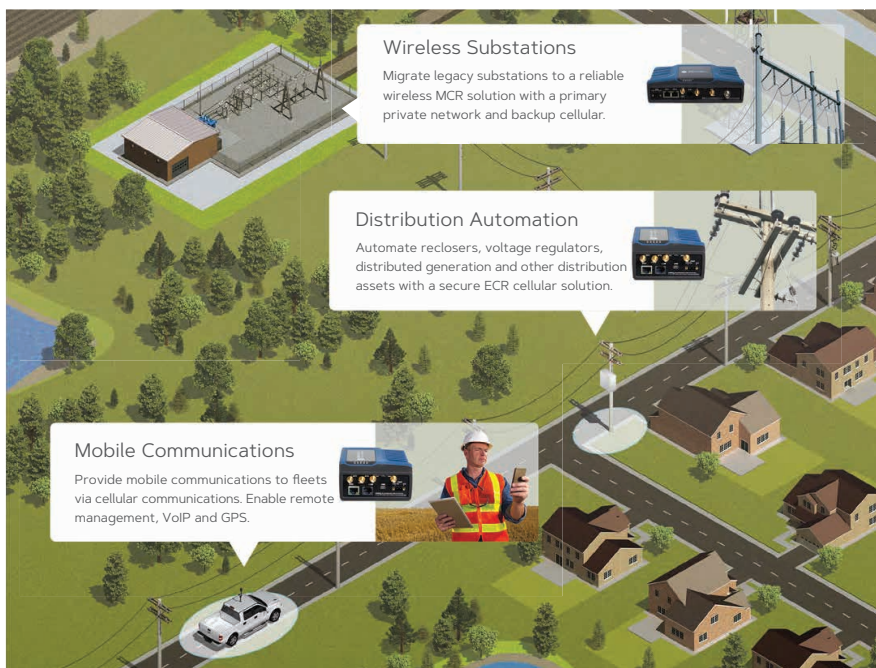 Wireless Substations
Migrate legacy substations to a reliable
wireless MCR solution with a primary
private network and backup cellular.
Distribution Automation
Automate reclosers, voltage regulators,
distributed generation and other distribution
assets with a secure ECR cellular solution.
Mobile Communications
Provide mobile communications to fleets
via cellular communications. Enable remote
management, VoIP and GPS.